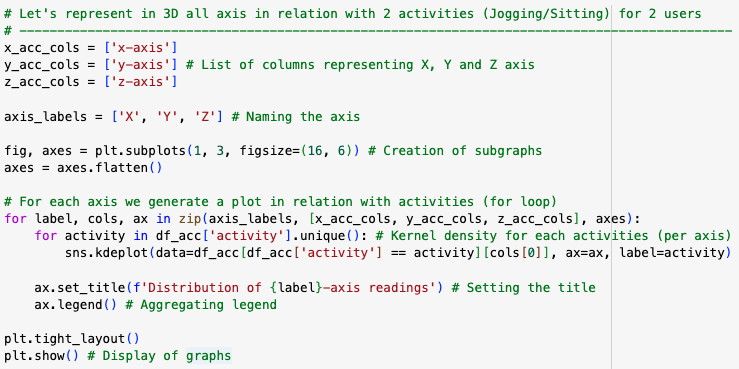 # Let's represent in 3D all axis in relation with 2 activities (Jogging/Sitting) for 2 users
# ------------------------------------------------------------------------------------------
x_acc_cols = ['x-axis']
y_acc_cols = ['y-axis'] # List of columns representing X, Y and Z axis
z_acc_cols = ['z-axis']

axis_labels = ['X', 'Y', 'Z'] # Naming the axis

fig, axes = plt.subplots(1, 3, figsize=(16, 6)) # Creation of subgraphs
axes = axes.flatten()

# For each axis we generate a plot in relation with activities (for loop)
for label, cols, ax in zip(axis_labels, [x_acc_cols, y_acc_cols, z_acc_cols], axes):
    for activity in df_acc['activity'].unique(): # Kernel density for each activities (per axis)
        sns.kdeplot(data=df_acc[df_acc['activity'] == activity][cols[0]], ax=ax, label=activity)

    ax.set_title(f'Distribution of {label}-axis readings') # Setting the title
    ax.legend() # Aggregating legend

plt.tight_layout()
plt.show() # Display of graphs